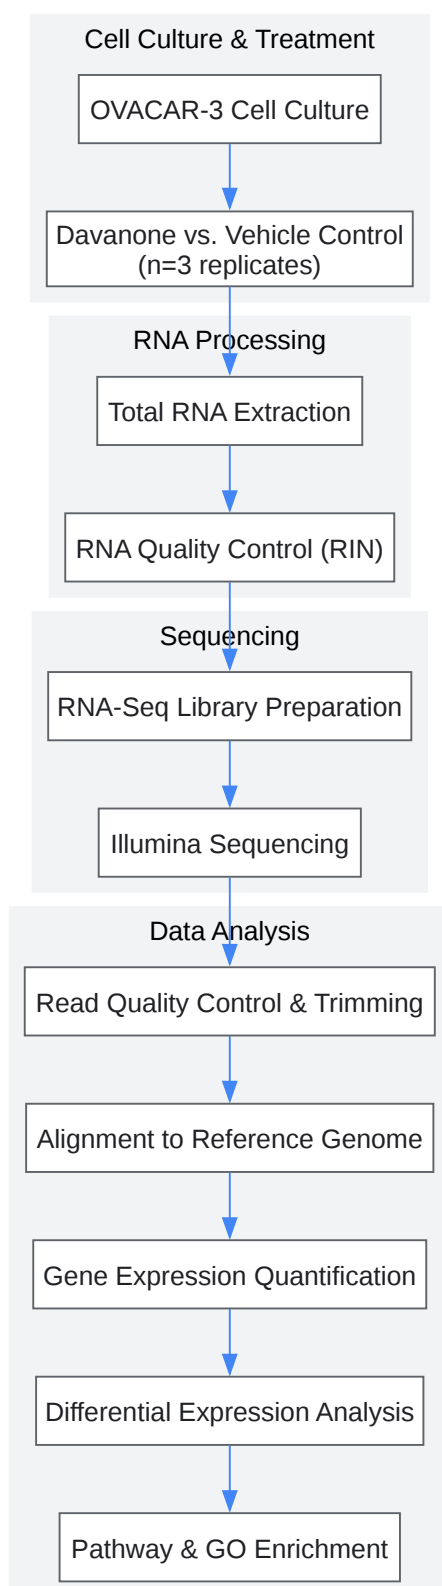 Cell Culture & Treatment
OVACAR-3 Cell Culture
Davanone vs. Vehicle Control
(n=3 replicates)
RNA Processing
Total RNA Extraction
RNA Quality Control (RIN)
Sequencing
RNA-Seq Library Preparation
Illumina Sequencing
Data Analysis
Read Quality Control & Trimming
Alignment to Reference Genome
Gene Expression Quantification
Differential Expression Analysis
Pathway & GO Enrichment